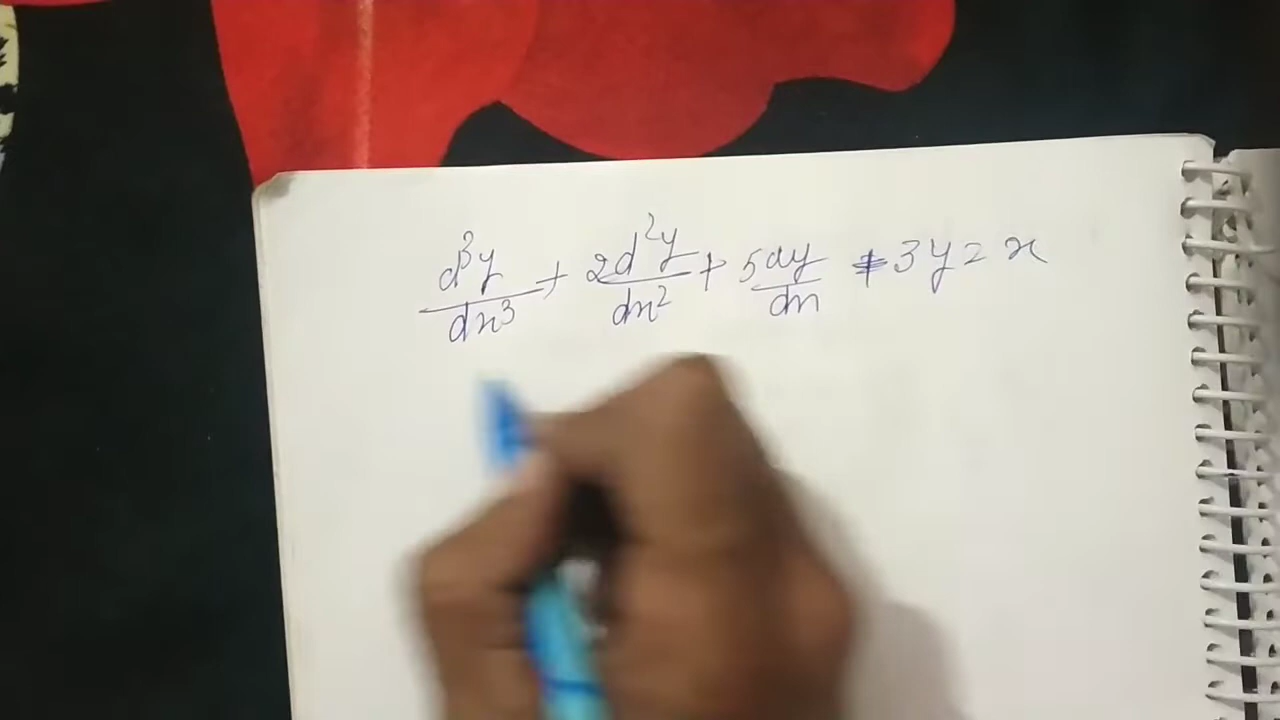 d³y/dx³ + 2d²y/dx² + 5dy/dx + 3y = x